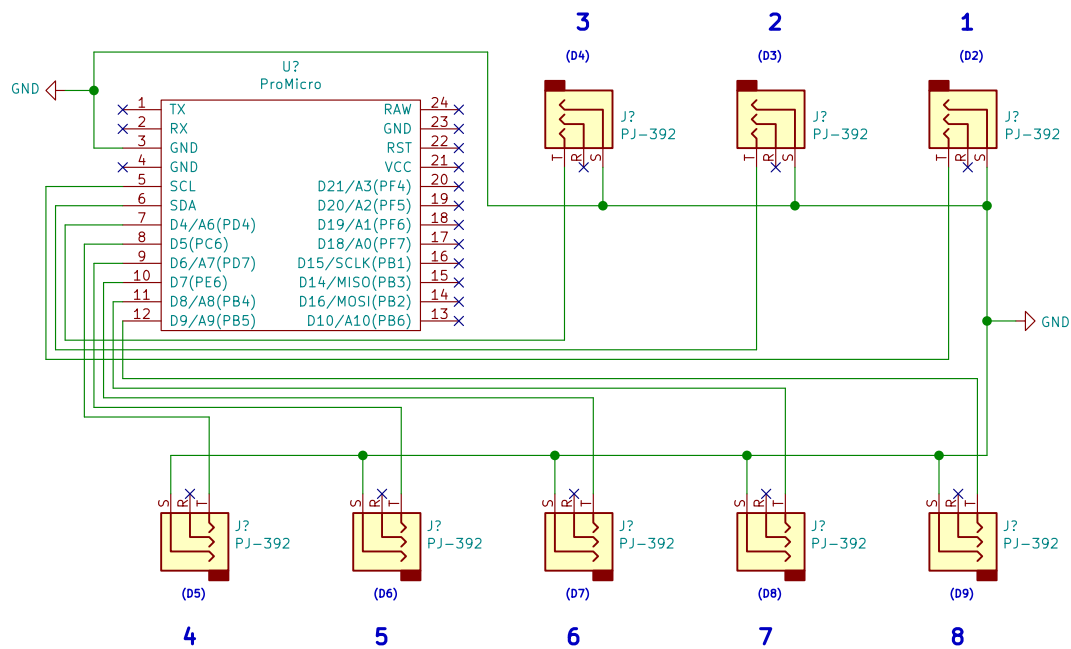 3 2 1
(D4) (D3) (D2)
GND
U?
ProMicro
1 TX RAW 24
2 RX GND 23
3 GND RST 22
4 GND VCC 21
5 SCL D21/A3(PF4) 20
6 SDA D20/A2(PF5) 19
7 D4/A6(PD4) D19/A1(PF6) 18
8 D5(PC6) D18/A0(PF7) 17
9 D6/A7(PD7) D15/SCLK(PB1) 16
10 D7(PE6) D14/MISO(PB3) 15
11 D8/A8(PB4) D16/MOSI(PB2) 14
12 D9/A9(PB5) D10/A10(PB6) 13
J? J? J?
PJ-392 PJ-392 PJ-392
T R S T R S T R S
GND
S R T S R T S R T S R T S R T
J? J? J? J? J?
PJ-392 PJ-392 PJ-392 PJ-392 PJ-392
(D5) (D6) (D7) (D8) (D9)
4 5 6 7 8